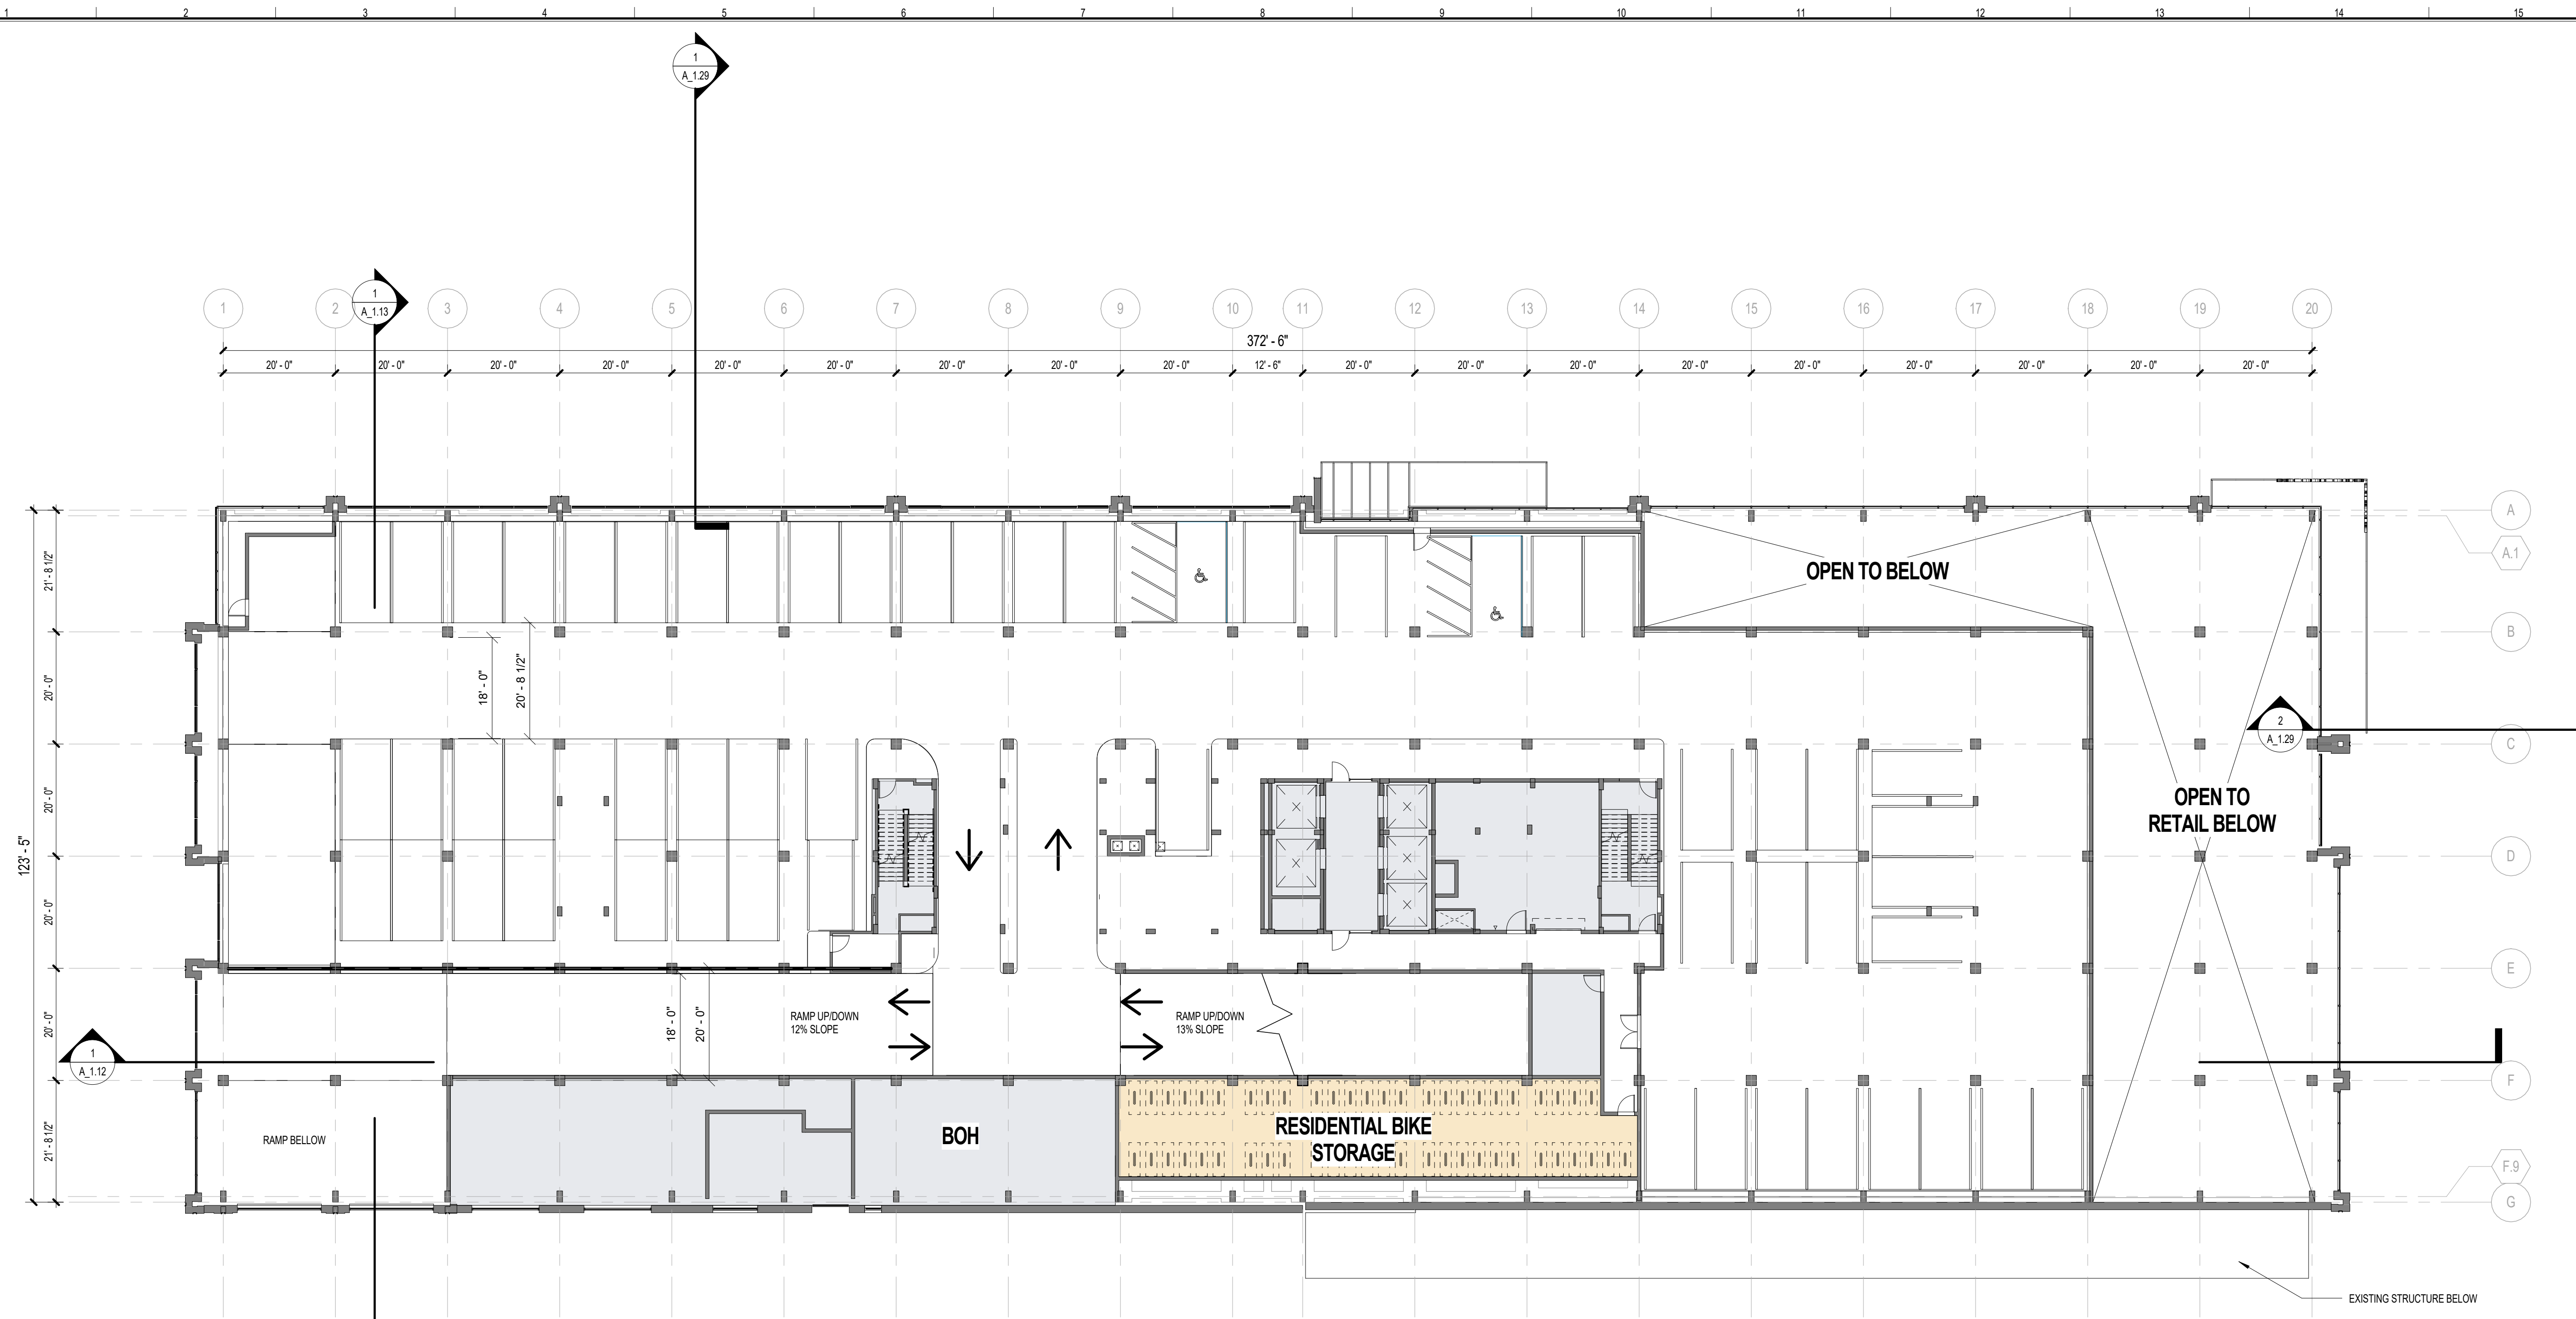 1 2 3 4 5 6 7 8 9 10 11 12 13 14 15
1
A_1.29
1
A_1.13
1 2 3 4 5 6 7 8 9 10 11 12 13 14 15 16 17 18 19 20
372' - 6"
20' - 0" 20' - 0" 20' - 0" 20' - 0" 20' - 0" 20' - 0" 20' - 0" 20' - 0" 20' - 0" 12' - 6" 20' - 0" 20' - 0" 20' - 0" 20' - 0" 20' - 0" 20' - 0" 20' - 0" 20' - 0" 20' - 0"
A
A.1
B
C
D
E
F
F.9
G
123' - 5"
21' - 8 1/2"
20' - 0"
20' - 0"
20' - 0"
20' - 0"
21' - 8 1/2"
18' - 0"
20' - 8 1/2"
OPEN TO BELOW
2
A_1.29
OPEN TO
RETAIL BELOW
18' - 0"
20' - 0"
RAMP UP/DOWN
12% SLOPE
RAMP UP/DOWN
13% SLOPE
1
A_1.12
RAMP BELLOW
BOH
RESIDENTIAL BIKE
STORAGE
EXISTING STRUCTURE BELOW